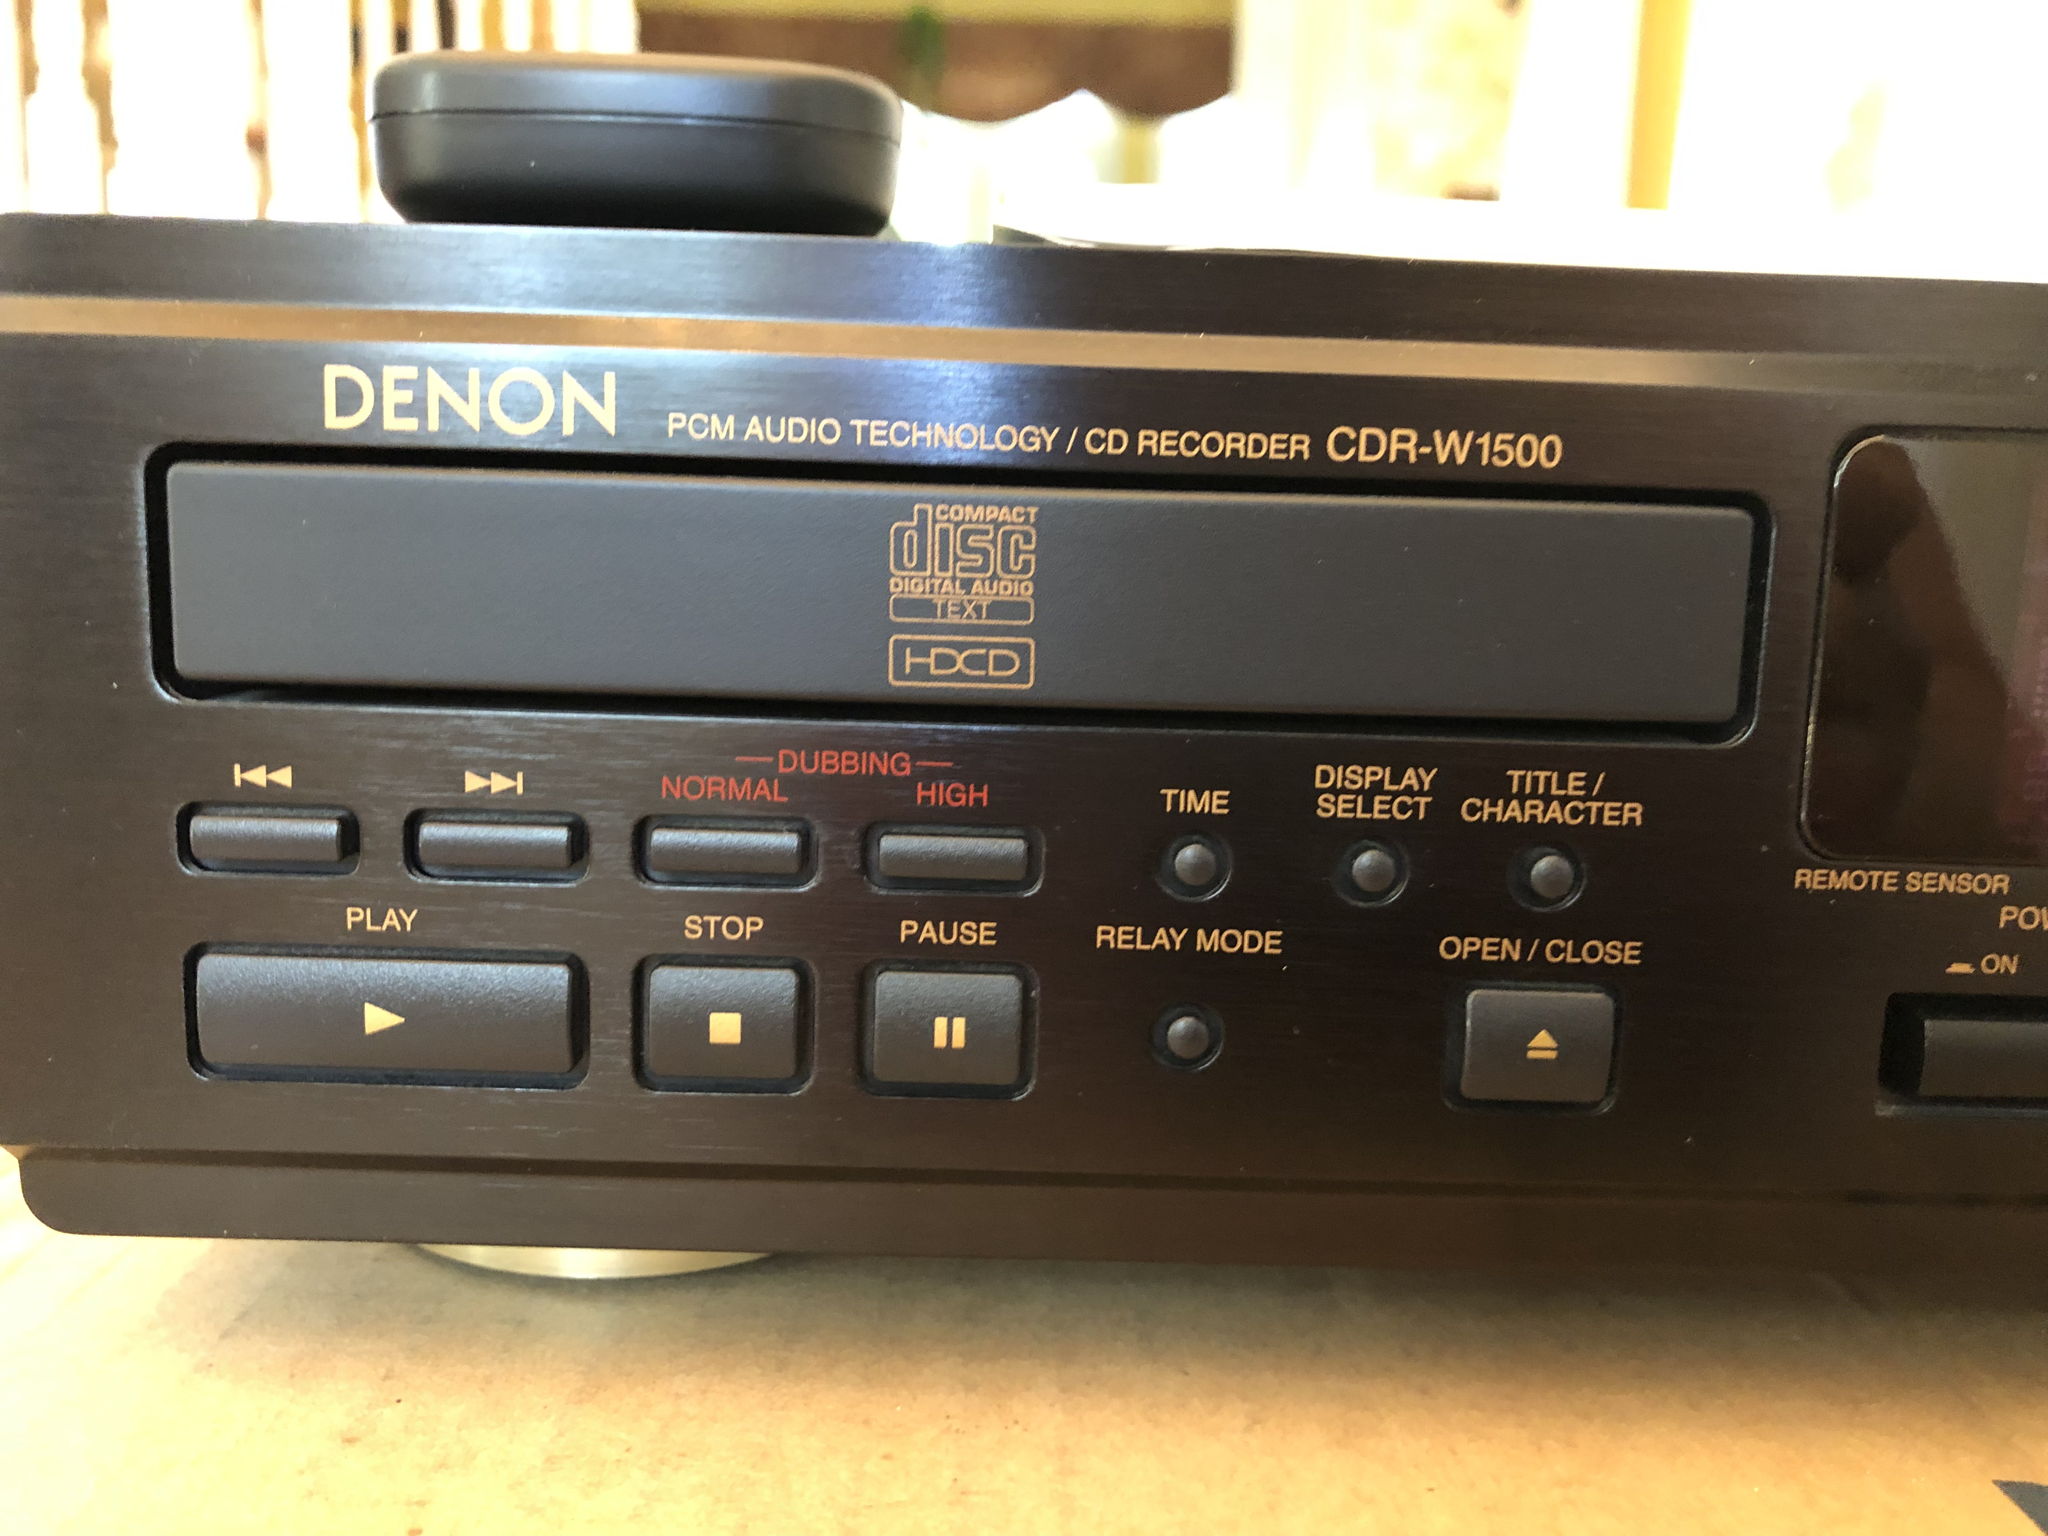 DENON PCM AUDIO TECHNOLOGY / CD RECORDER CDR-W1500
COMPACT
disc
DIGITAL AUDIO
TEXT
HDCD
DUBBING
NORMAL HIGH
TIME
DISPLAY
SELECT
TITLE /
CHARACTER
REMOTE SENSOR
PLAY
STOP
PAUSE
RELAY MODE
OPEN / CLOSE
ON